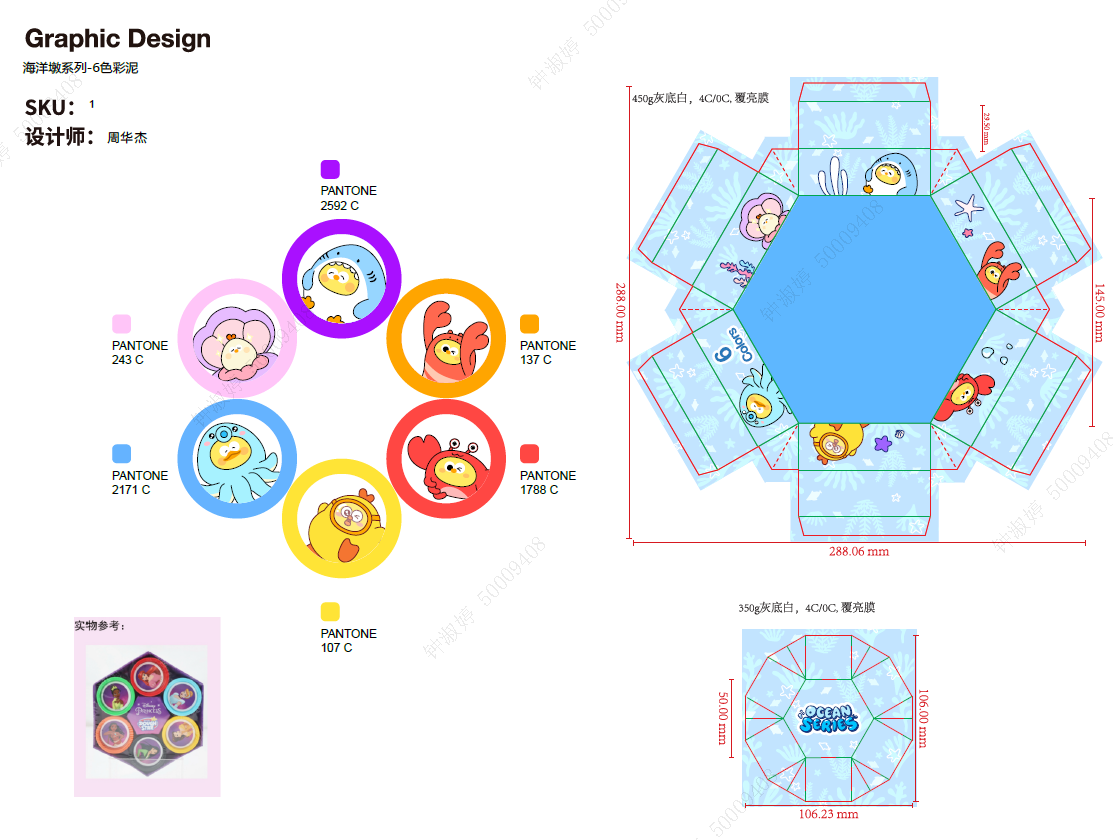 Graphic Design
海洋墩系列-6色彩泥
SKU： 1
设计师： 周华杰
PANTONE
2592 C
PANTONE
243 C
PANTONE
137 C
PANTONE
2171 C
PANTONE
1788 C
PANTONE
107 C
实物参考：
450g灰底白，4C/0C, 覆亮膜
29.50 mm
288.00 mm
145.00 mm
6
Colors
288.06 mm
350g灰底白，4C/0C, 覆亮膜
50.00 mm
OCEAN
SERIES
106.00 mm
106.23 mm
Disney
Princess
钟淑婷 50009408